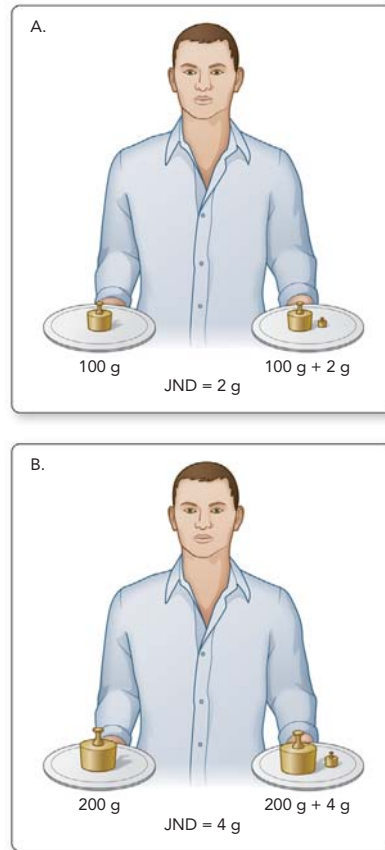 A.
100 g 100 g + 2 g
JND = 2 g
B.
200 g 200 g + 4 g
JND = 4 g